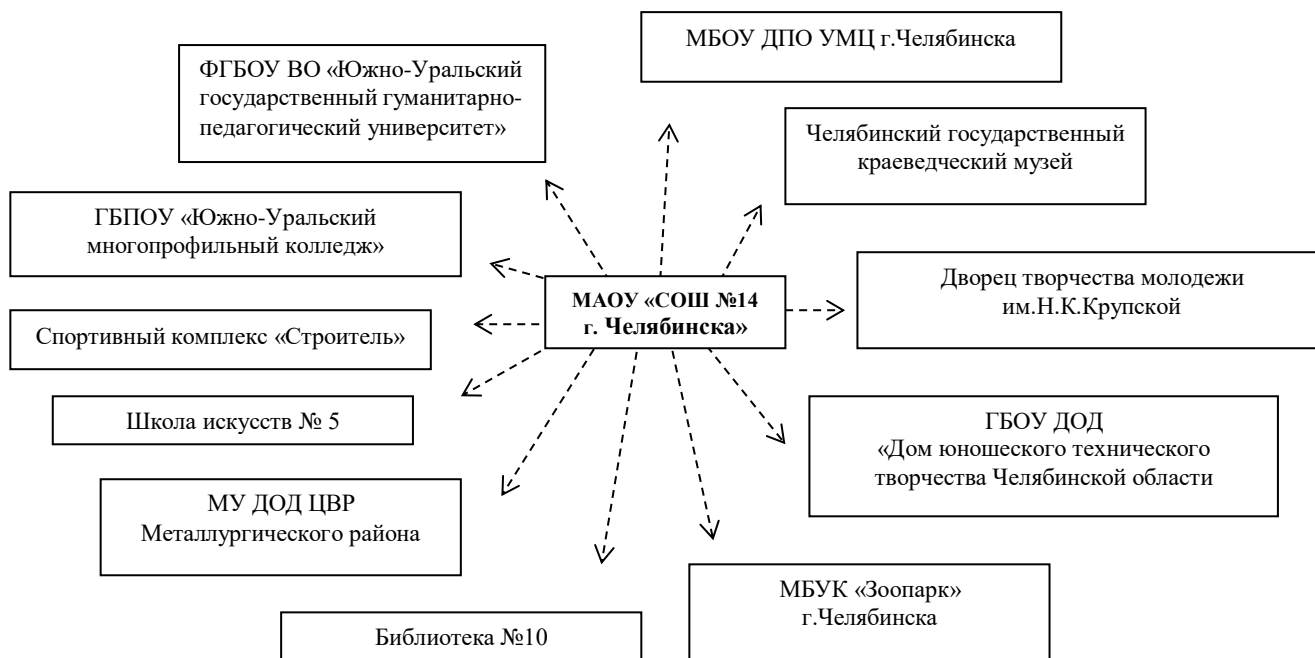 МБОУ ДПО УМЦ г.Челябинска
ФГБОУ ВО «Южно-Уральский
государственный гуманитарно-
педагогический университет»
Челябинский государственный
краеведческий музей
ГБПОУ «Южно-Уральский
многопрофильный колледж»
Дворец творчества молодежи
им.Н.К.Крупской
МАОУ «СОШ №14
г. Челябинска»
Спортивный комплекс «Строитель»
Школа искусств № 5
ГБОУ ДОД
«Дом юношеского технического
творчества Челябинской области
МУ ДОД ЦВР
Металлургического района
МБУК «Зоопарк»
г.Челябинска
Библиотека №10